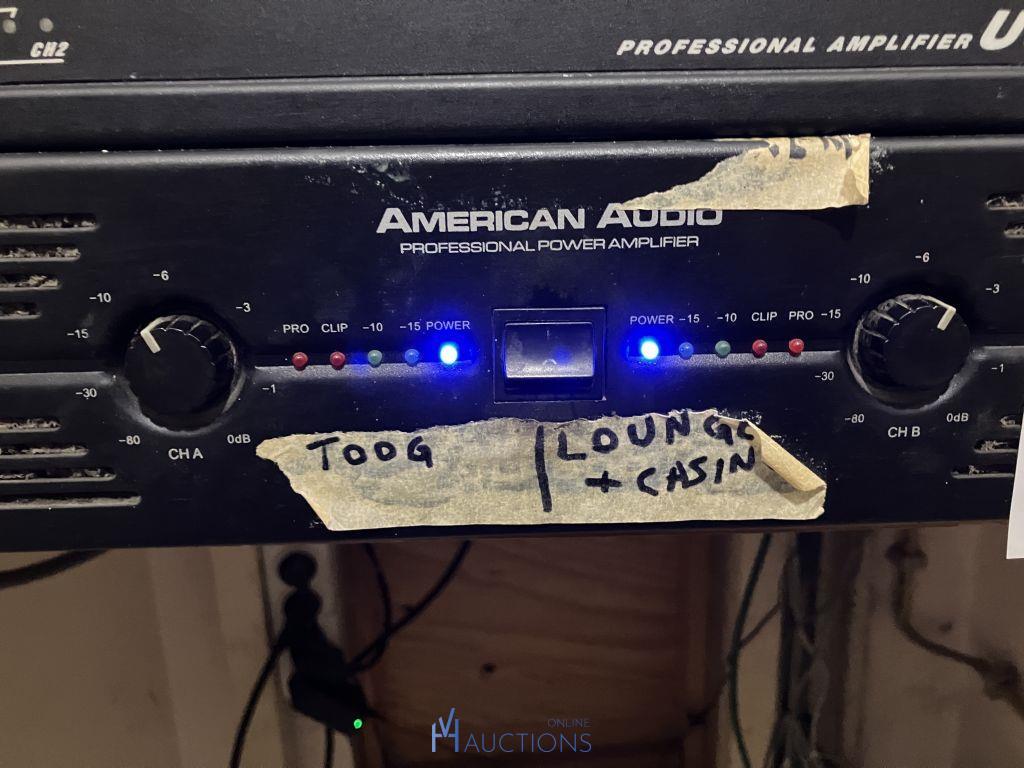 CH2
PROFESSIONAL AMPLIFIER
AMERICAN AUDIO
PROFESSIONAL POWER AMPLIFIER
-80 -30 -15 -10 -6 -3 -1 0dB
CH A
PRO CLIP -10 -15 POWER
POWER -15 -10 CLIP PRO
-80 -30 -15 -10 -6 -3 -1 0dB
CH B
TOOG | LOUNGE
+ CASIN
ONLINE
AUCTIONS